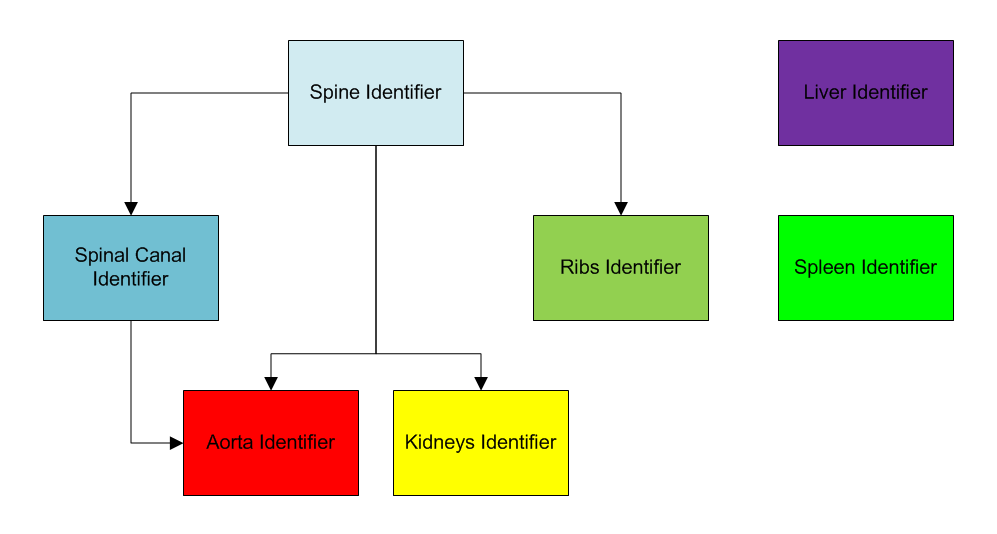 Spine Identifier
Liver Identifier
Spinal Canal
Identifier
Ribs Identifier
Spleen Identifier
Aorta Identifier
Kidneys Identifier